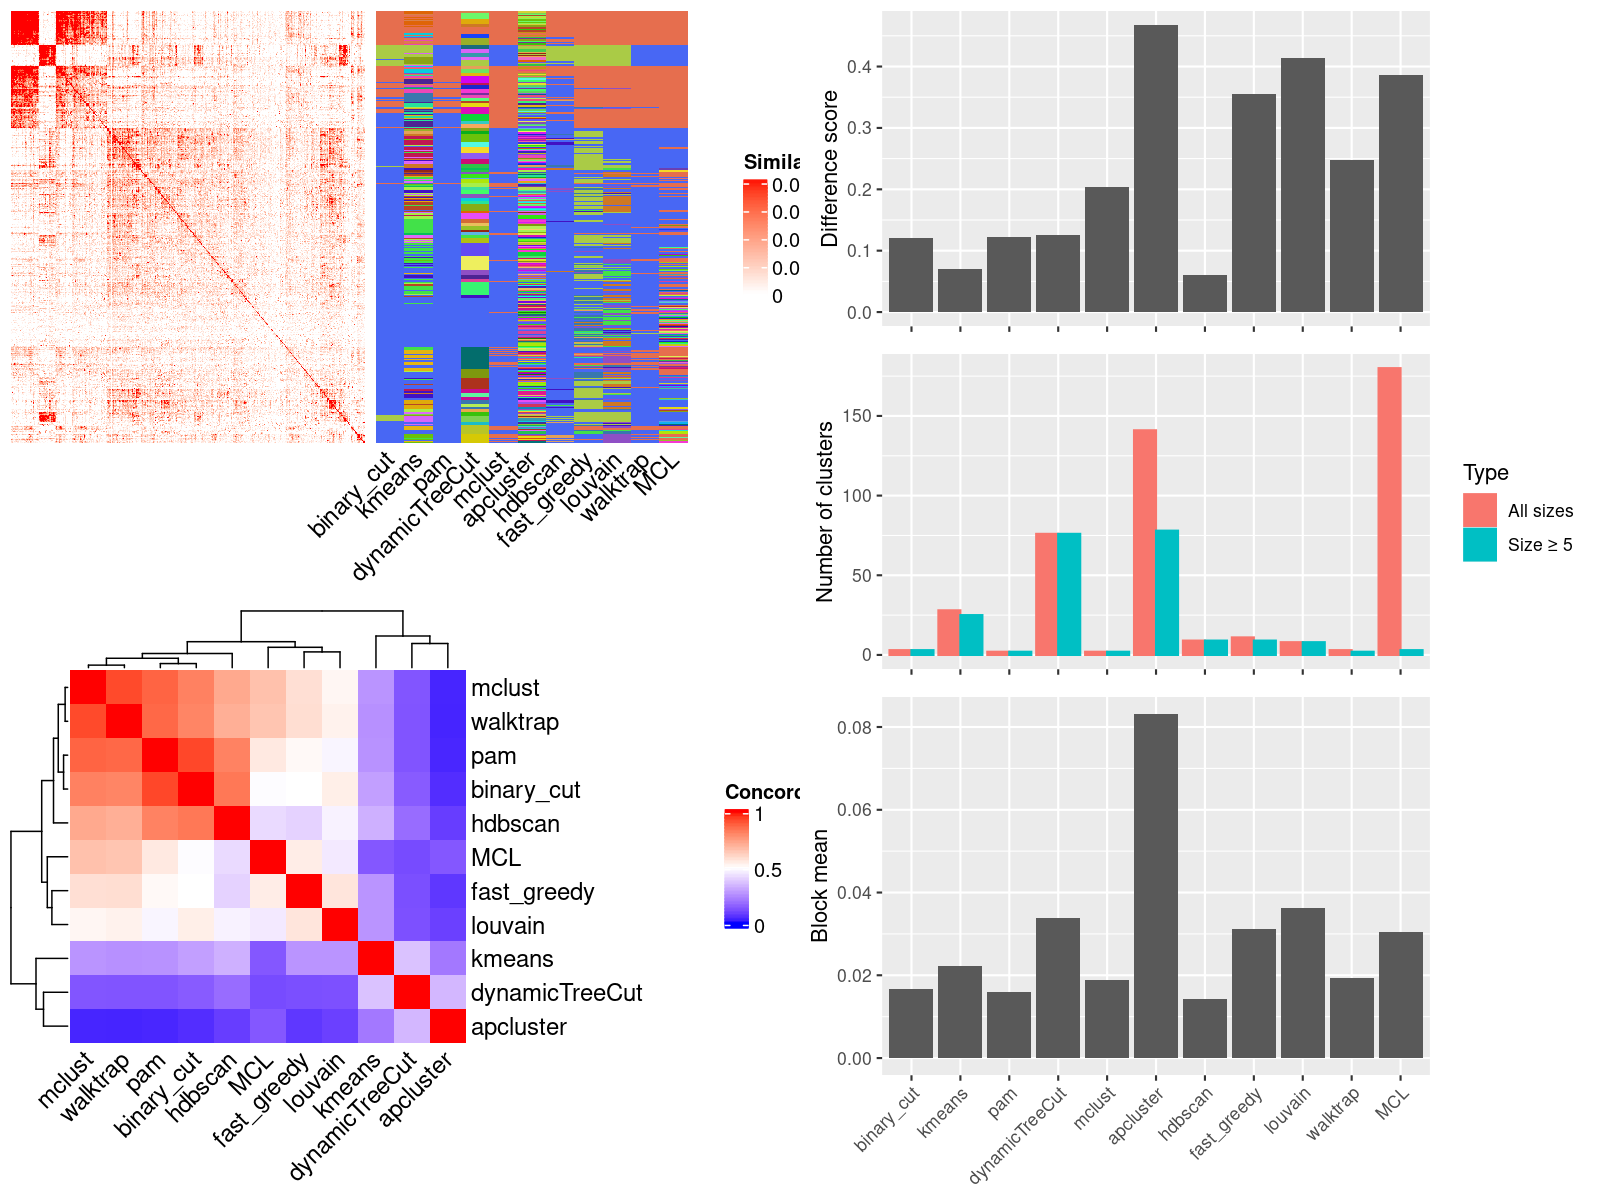 Simila
0.0
0.0
0.0
0.0
0
binary_cut
kmeans
pam
dynamicTreeCut
mclust
apcluster
hdbscan
fast_greedy
louvain
walktrap
MCL
mclust
walktrap
pam
binary_cut
hdbscan
MCL
fast_greedy
louvain
kmeans
dynamicTreeCut
apcluster
mclust
walktrap
pam
binary_cut
hdbscan
MCL
fast_greedy
louvain
kmeans
dynamicTreeCut
apcluster
Concord
1
0.5
0
Difference score
0.4
0.3
0.2
0.1
0.0
Number of clusters
150
100
50
0
Type
All sizes
Size ≥ 5
Block mean
0.08
0.06
0.04
0.02
0.00
binary_cut
kmeans
pam
dynamicTreeCut
mclust
apcluster
hdbscan
fast_greedy
louvain
walktrap
MCL